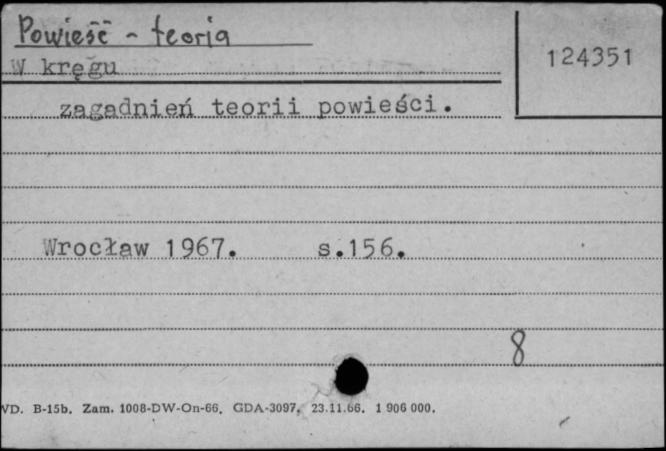 Powieść - teoria
124351
W kręgu
zagadnień teorii powieści.
Wrocław 1967. s.156.
8
WD. B-15b. Zam. 1008-DW-On-66. GDA-3097. 23.11.66. 1 906 000.